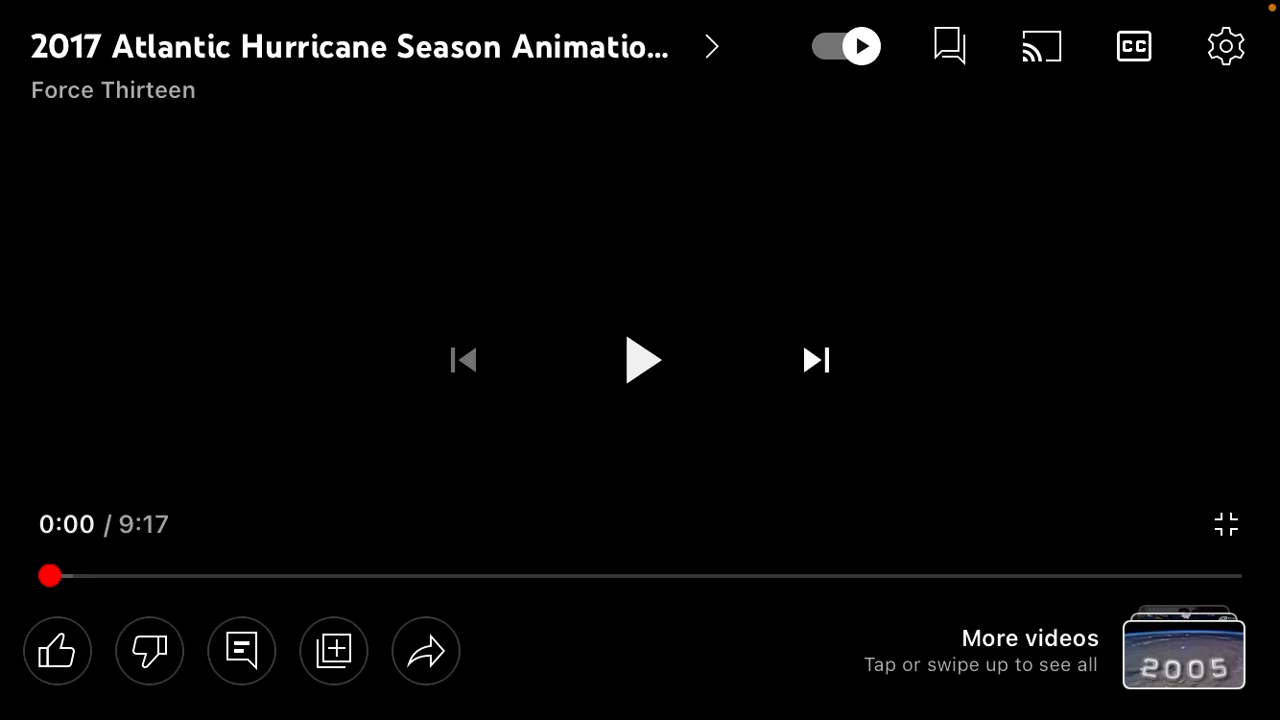 2017 Atlantic Hurricane Season Animatio...
Force Thirteen
CC
0:00 / 9:17
More videos
Tap or swipe up to see all
2005